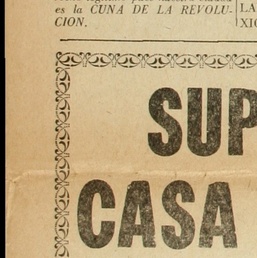 es la CUNA DE LA REVOLU-
CION.
LA
XIC
SUP
CASA